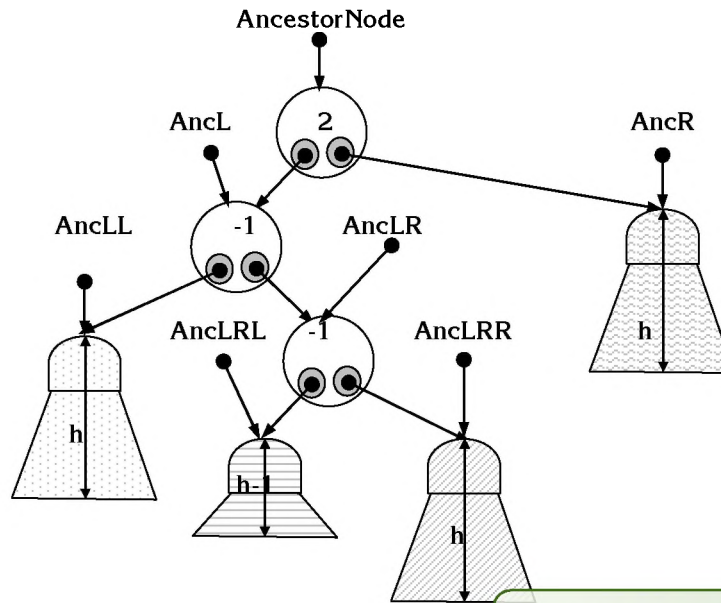 AncestorNode
2
AncL
AncR
-1
AncLL
AncLR
AncLRL
-1
AncLRR
h
h
h-1
h